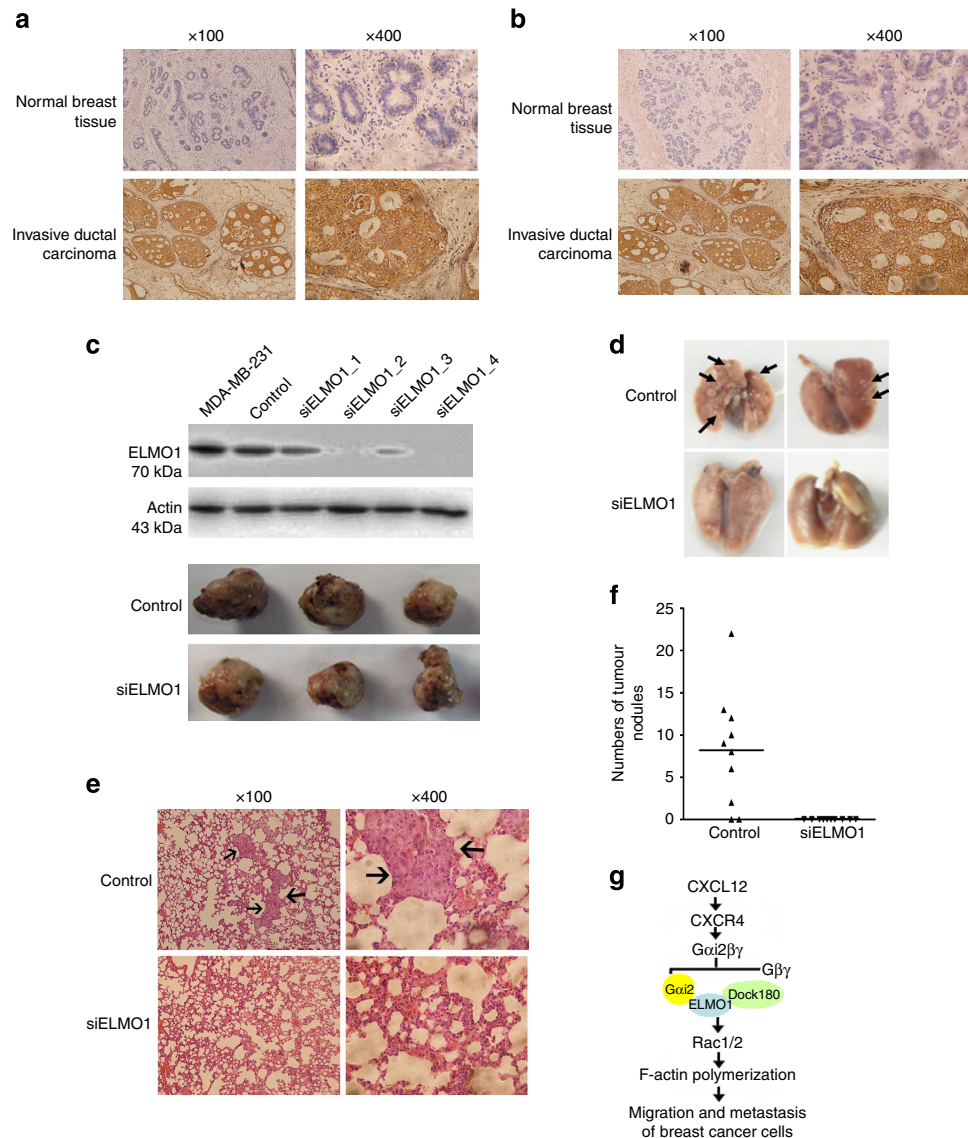 a
×100
×400
Normal breast
tissue
Invasive ductal
carcinoma
b
×100
×400
Normal breast
tissue
Invasive ductal
carcinoma
c
MDA-MB-231
Control
siELMO1_1
siELMO1_2
siELMO1_3
siELMO1_4
ELMO1
70 kDa
Actin
43 kDa
Control
siELMO1
d
Control
siELMO1
e
×100
×400
Control
siELMO1
f
Numbers of tumour
nodules
25
20
15
10
5
0
Control
siELMO1
g
CXCL12
CXCR4
Gαi2βγ
Gβγ
Gαi2
ELMO1
Dock180
Rac1/2
F-actin polymerization
Migration and metastasis
of breast cancer cells